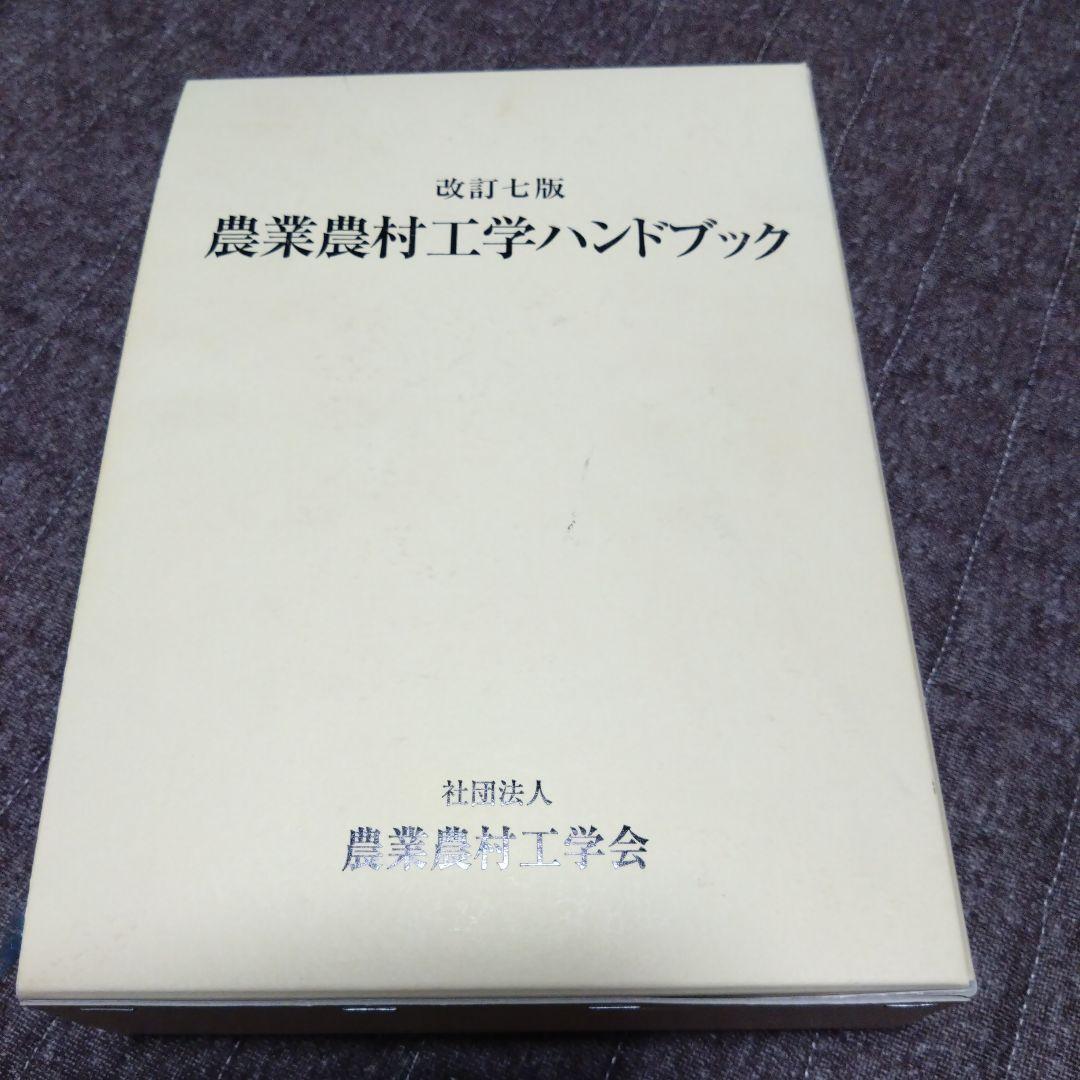 改訂七版
農業農村工学ハンドブック
社団法人
農業農村工学会